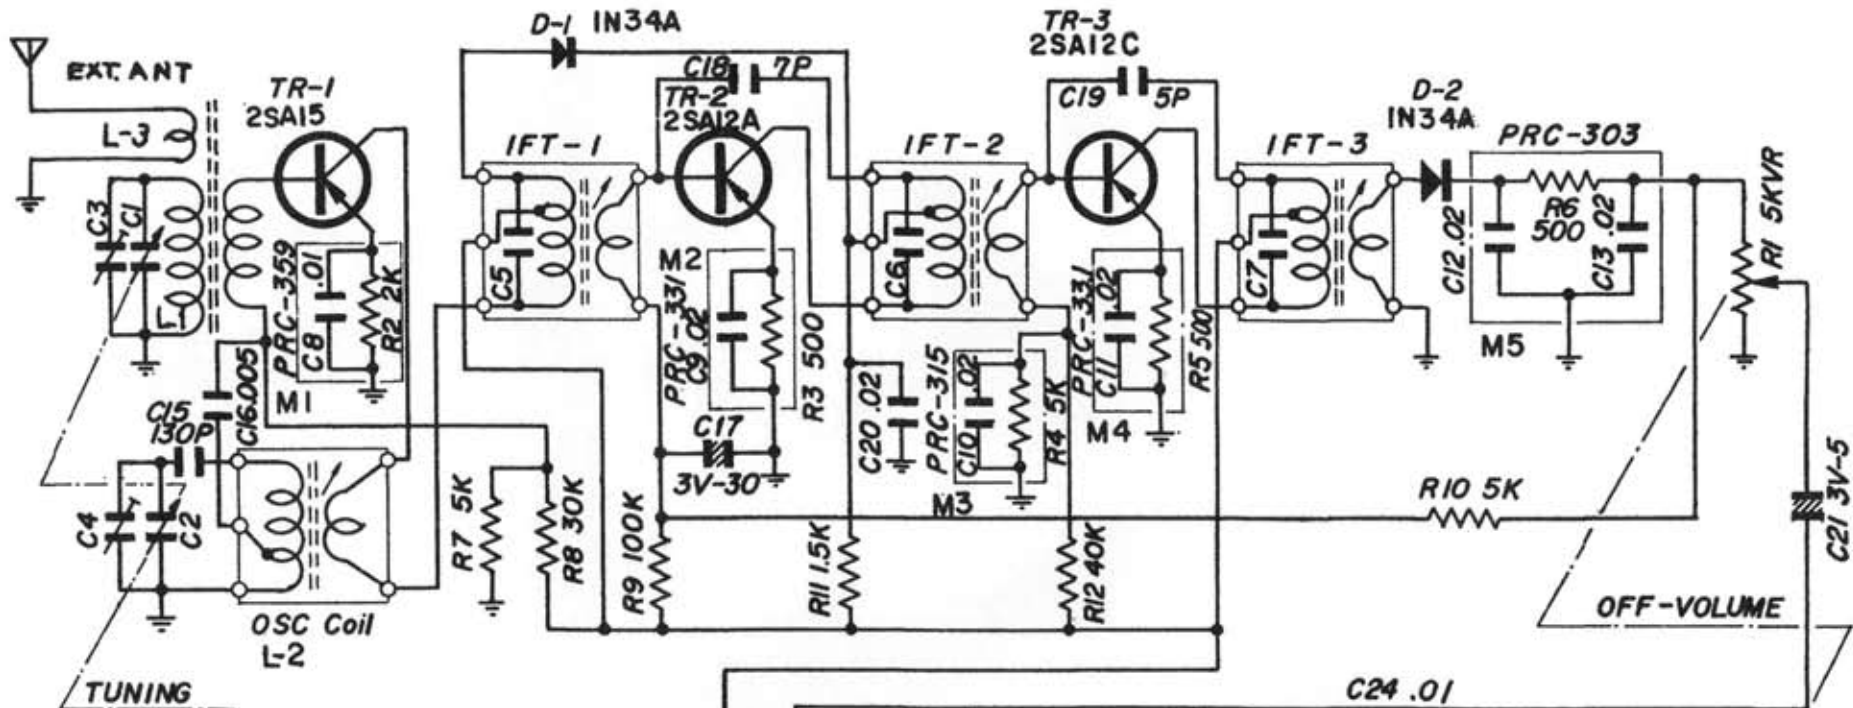 D-1 1N34A
EXT. ANT
L-3
TR-1
2SA15
C3
C1
L-1
PRC-359
.01
C8
R2 2K
M1
C16 .005
C15
130P
C4
C2
OSC Coil
L-2
TUNING
1FT-1
C5
C18 7P
TR-2
2SA12A
M2
PRC-331
C9 .02
R3 500
C17
3V-30
R7 5K
R8 30K
R9 100K
R11 1.5K
1FT-2
C6
C20 .02
PRC-315
C10 .02
R4 5K
M3
R12 40K
TR-3
2SA12C
C19 5P
PRC-331
C11 .02
R5 500
M4
1FT-3
C7
D-2
1N34A
PRC-303
C12 .02
R6
500
C13 .02
M5
R1 5KVR
R10 5K
C21 3V-5
OFF-VOLUME
C24 .01